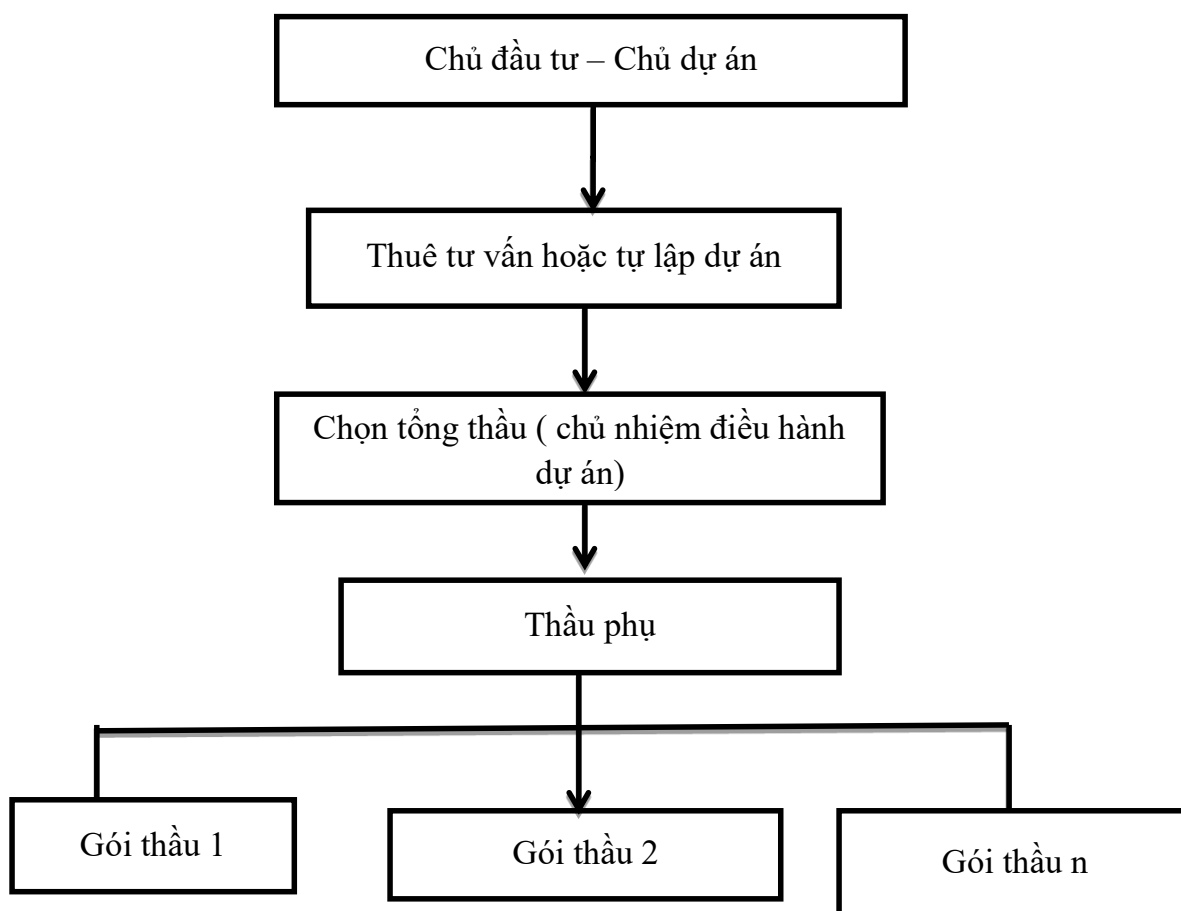 Chủ đầu tư – Chủ dự án
Thuê tư vấn hoặc tự lập dự án
Chọn tổng thầu ( chủ nhiệm điều hành
dự án)
Thầu phụ
Gói thầu 1
Gói thầu 2
Gói thầu n